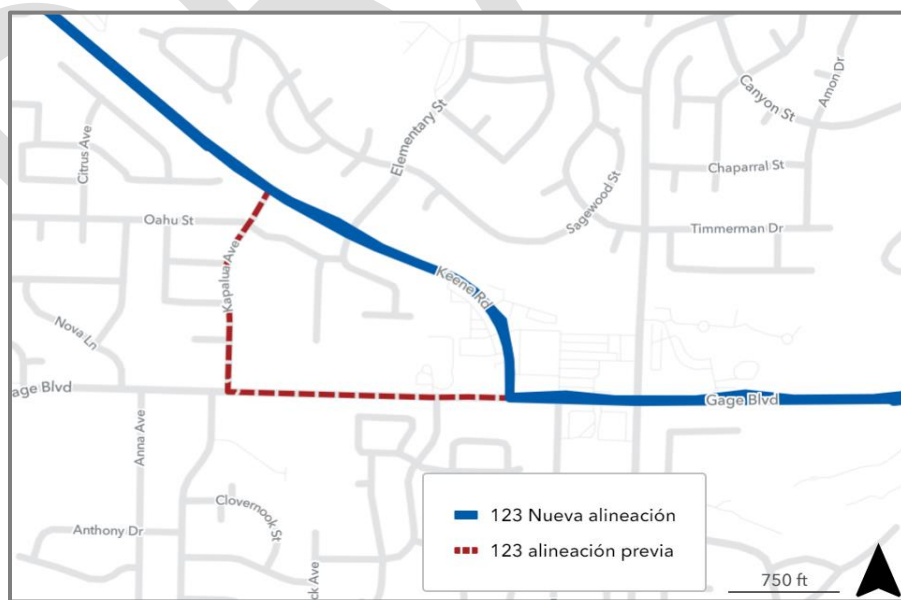 Canyon St
Amon Dr
Elementary St
Citrus Ave
Chaparral St
Sagewood St
Oahu St
Timmerman Dr
Kapalua Ave
Keene Rd
Nova Ln
age Blvd
Gage Blvd
Anna Ave
Clovernook St
123 Nueva alineación
Anthony Dr
123 alineación previa
ck Ave
750 ft